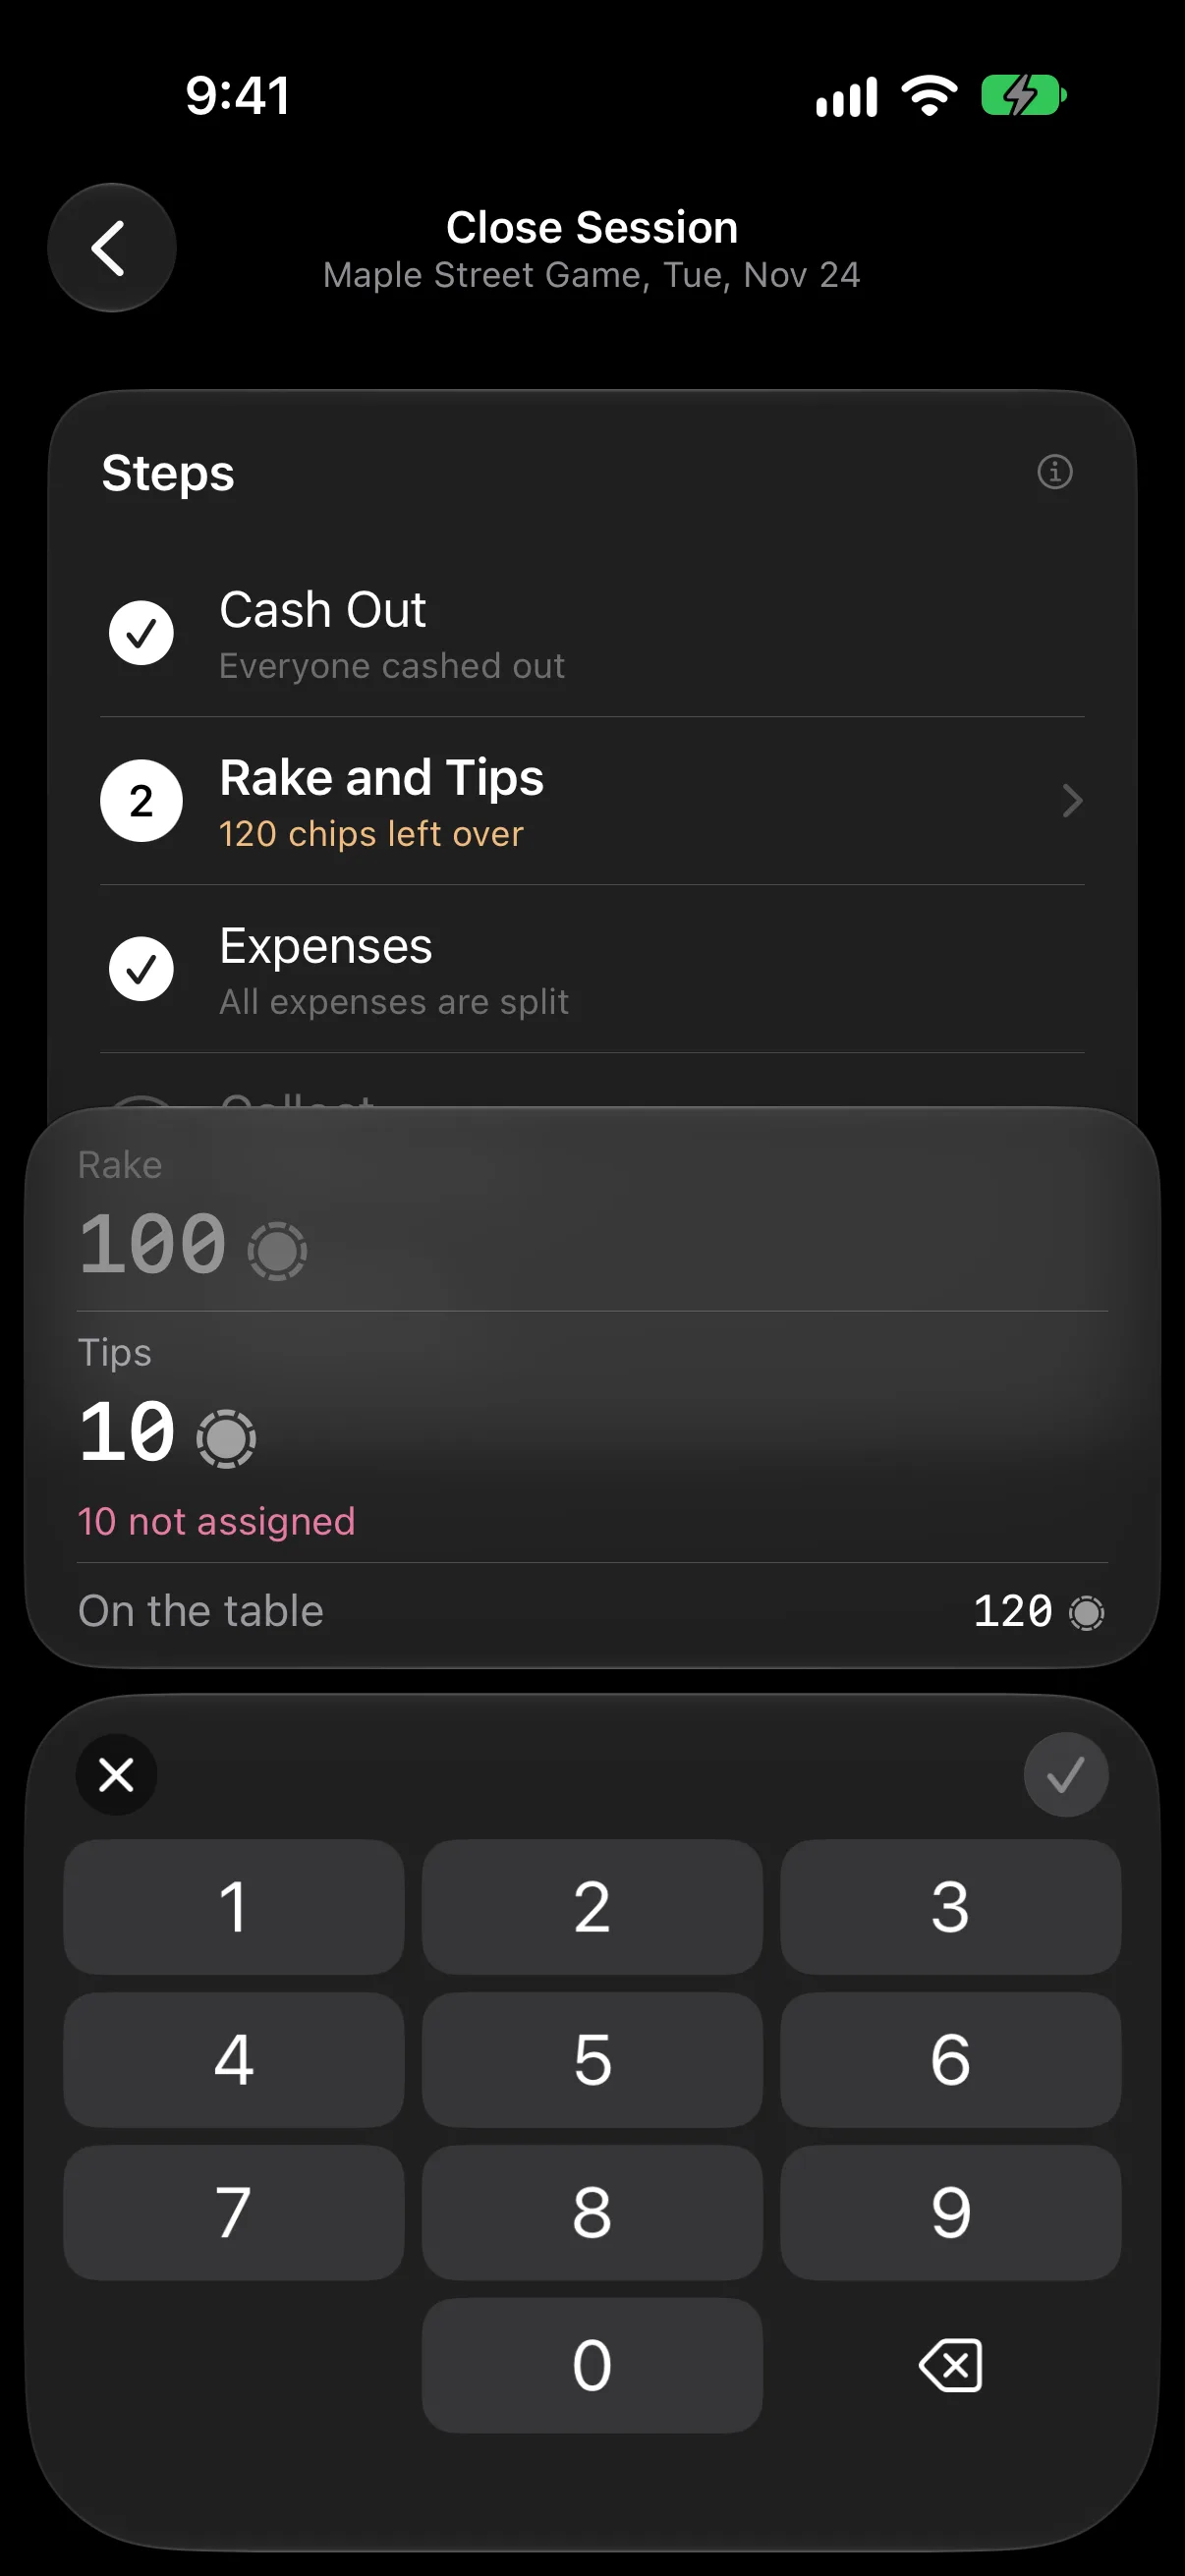 9:41
Close Session
Maple Street Game, Tue, Nov 24
Steps
Cash Out
Everyone cashed out
2
Rake and Tips
120 chips left over
Expenses
All expenses are split
Collect
Rake
100
Tips
10
10 not assigned
On the table 120
1 2 3
4 5 6
7 8 9
0